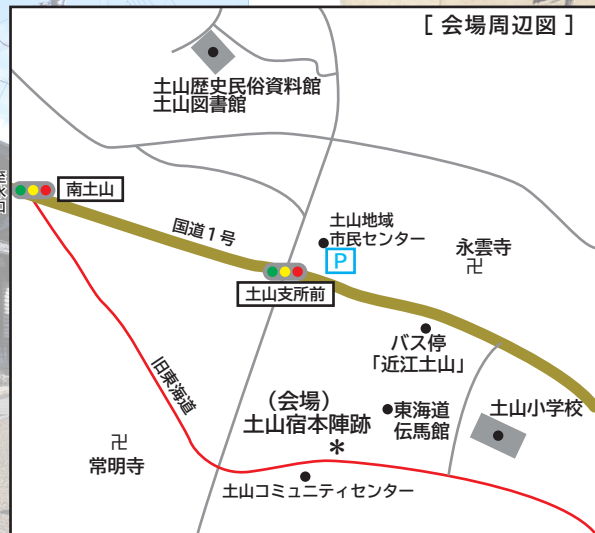 [ 会場周辺図 ]
土山歴史民俗資料館
土山図書館
南土山
国道1号
土山地域
市民センター
P
永雲寺
土山支所前
バス停
「近江土山」
旧東海道
（会場）
土山宿本陣跡
東海道
伝馬館
土山小学校
常明寺
土山コミュニティセンター